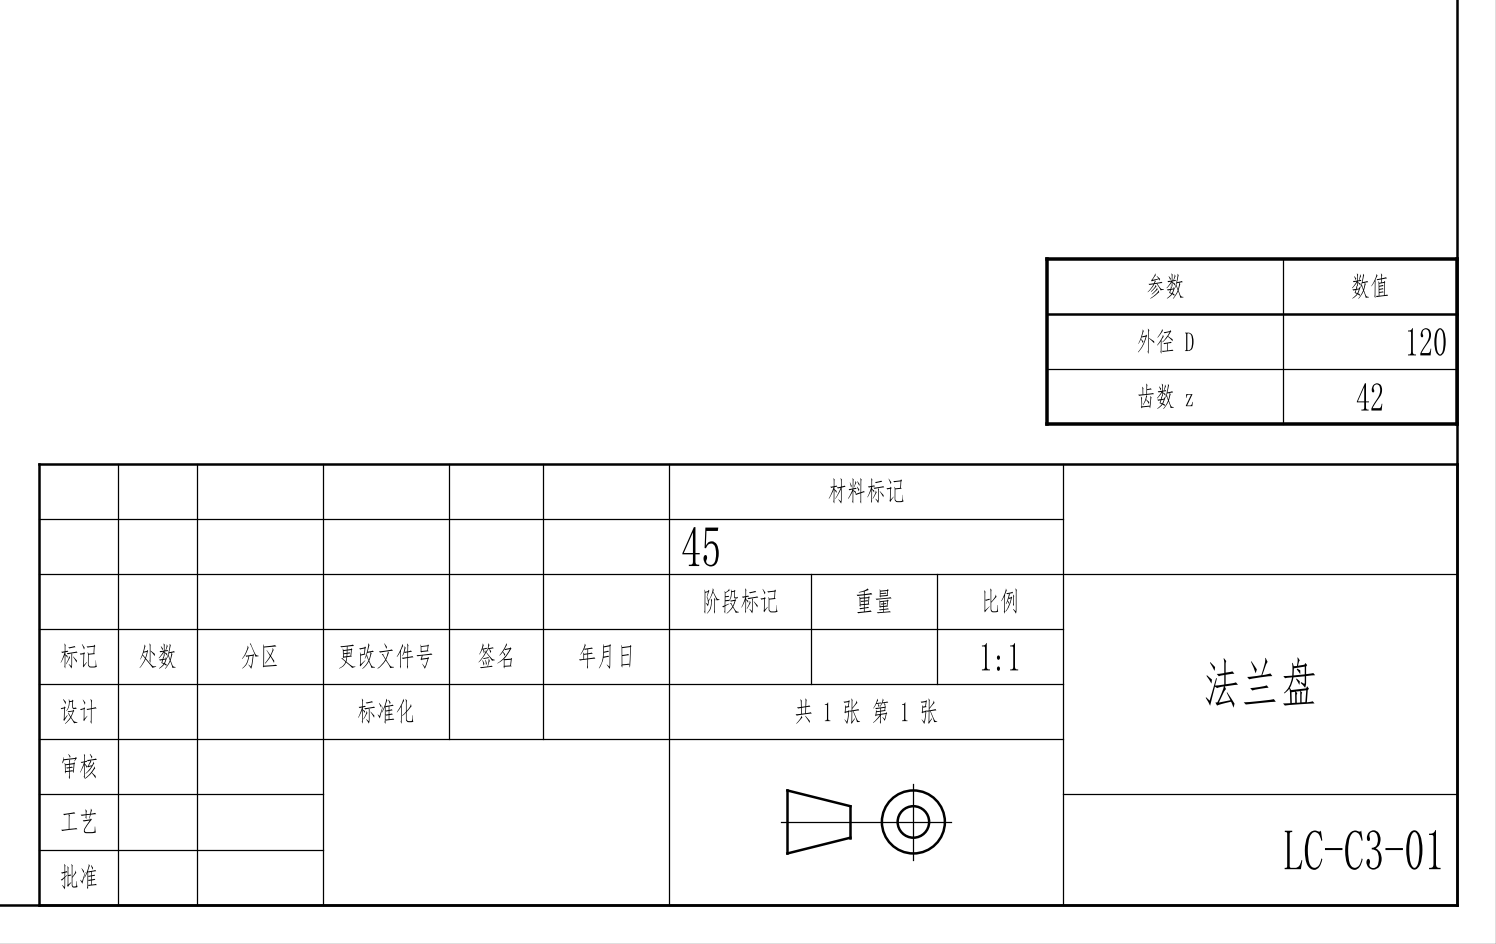 参数 数值
外径 D 120
齿数 z 42
材料标记
45
阶段标记 重量 比例
标记 处数 分区 更改文件号 签名 年月日 1:1
法兰盘
设计 标准化 共 1 张 第 1 张
审核
工艺
LC-C3-01
批准